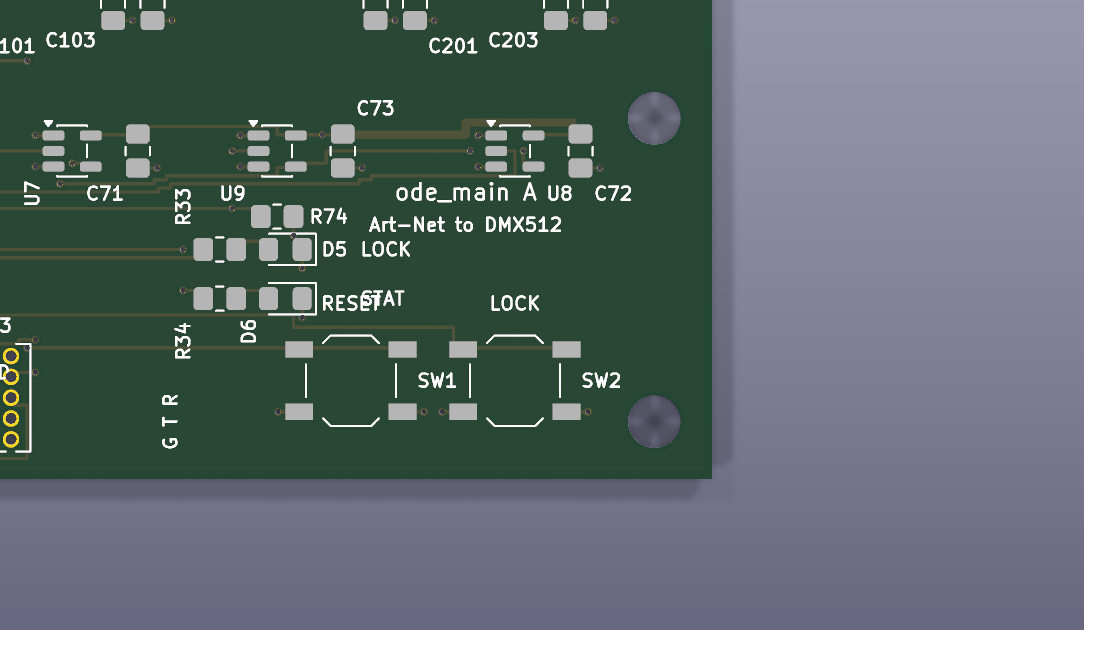 101 C103
C201 C203
C73
U7
C71
R33
U9
ode_main A
U8
C72
R74
Art-Net to DMX512
D5 LOCK
RESET
STAT
LOCK
3
R34
D6
SW1
SW2
G T R